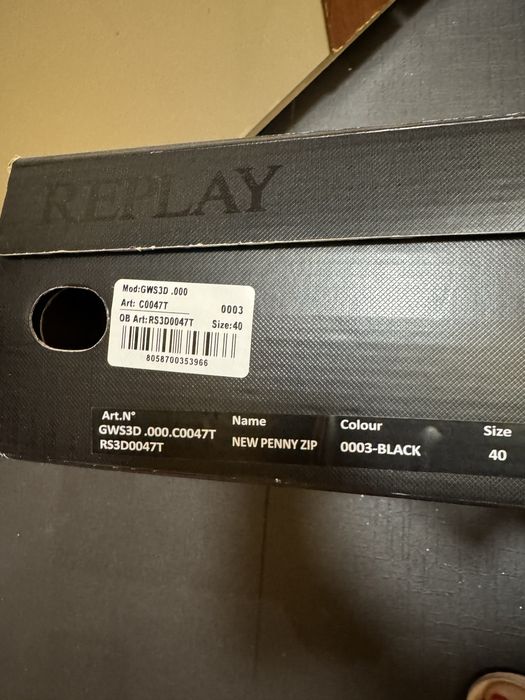 REPLAY
Mod:GWS3D .000
Art: C0047T 0003
OB Art:RS3D0047T Size:40
8058700353966
Art.N° Name Colour Size
GWS3D .000.C0047T NEW PENNY ZIP 0003-BLACK 40
RS3D0047T